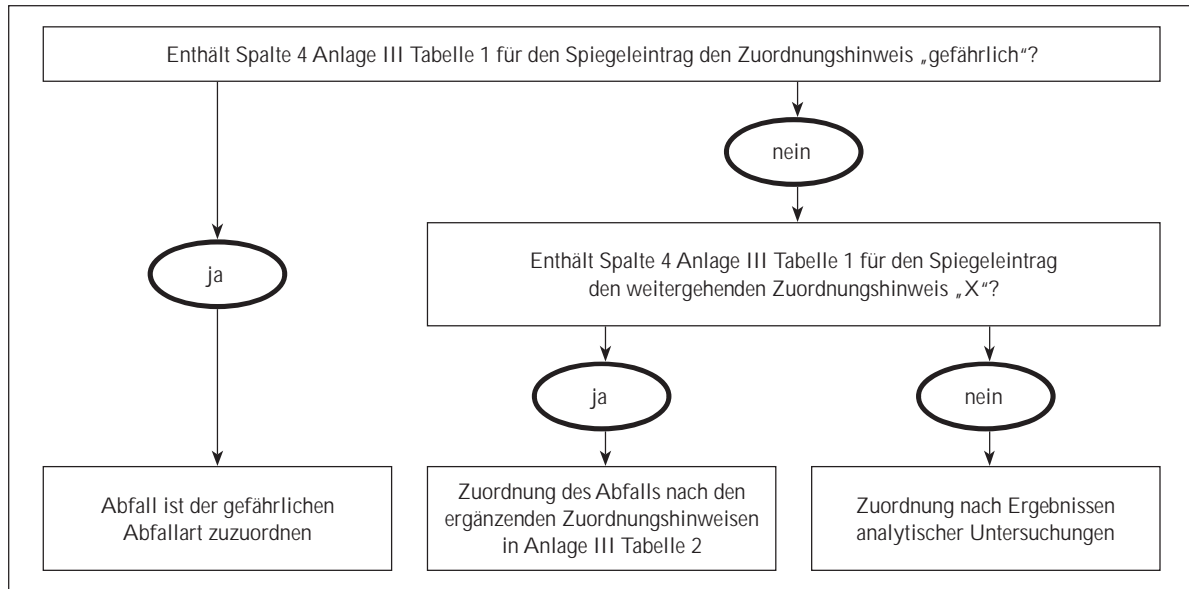 Enthält Spalte 4 Anlage III Tabelle 1 für den Spiegeleintrag den Zuordnungshinweis „gefährlich“?
nein
ja
Enthält Spalte 4 Anlage III Tabelle 1 für den Spiegeleintrag
den weitergehenden Zuordnungshinweis „X“?
ja
nein
Abfall ist der gefährlichen
Abfallart zuzuordnen
Zuordnung des Abfalls nach den
ergänzenden Zuordnungshinweisen
in Anlage III Tabelle 2
Zuordnung nach Ergebnissen
analytischer Untersuchungen